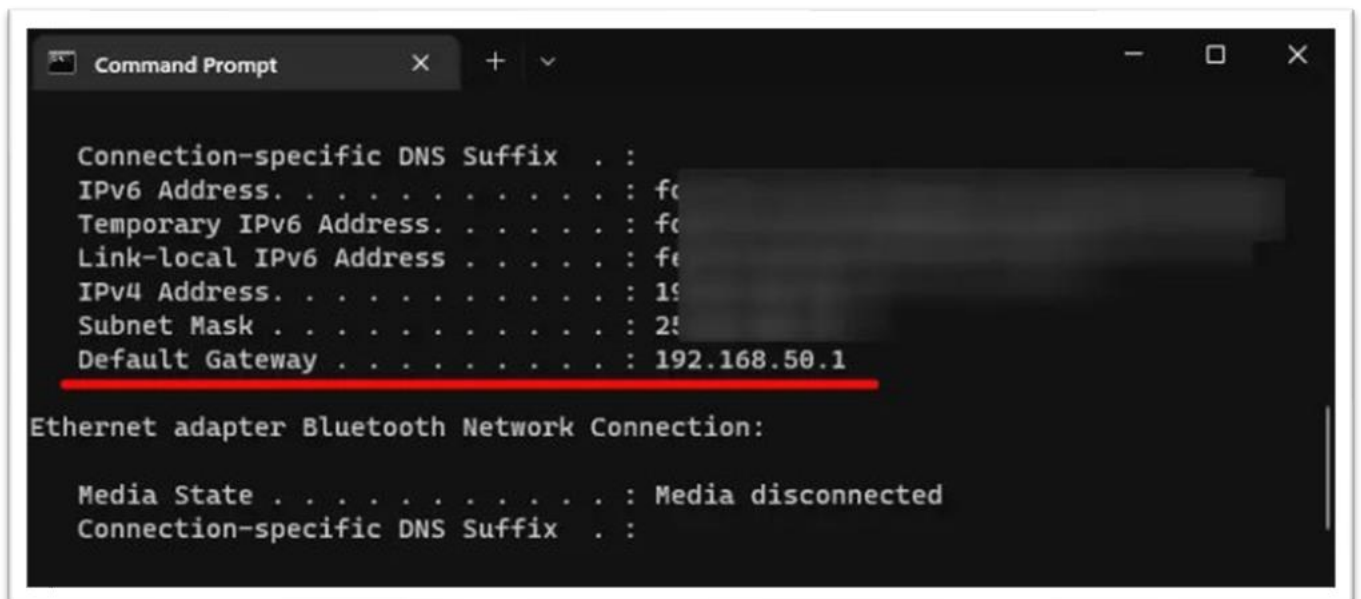 Command Prompt
Connection-specific DNS Suffix  . :
IPv6 Address. . . . . . . . . . . :
Temporary IPv6 Address. . . . . . :
Link-local IPv6 Address . . . . . :
IPv4 Address. . . . . . . . . . . :
Subnet Mask . . . . . . . . . . . :
Default Gateway . . . . . . . . . : 192.168.50.1
Ethernet adapter Bluetooth Network Connection:
Media State . . . . . . . . . . . : Media disconnected
Connection-specific DNS Suffix  . :